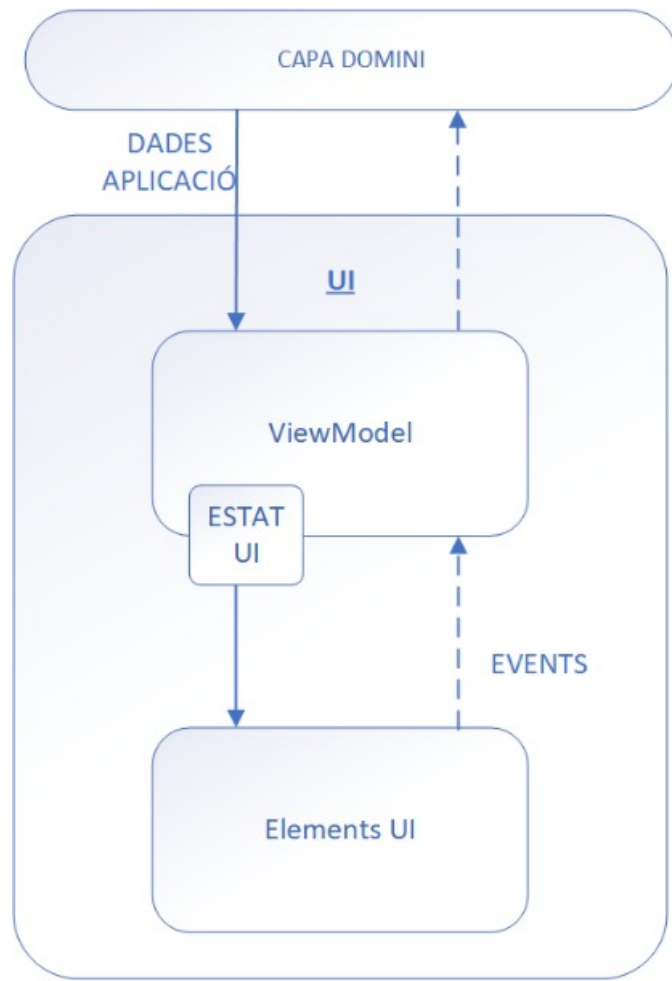 CAPA DOMINI
DADES
APLICACIÓ
UI
ViewModel
ESTAT
UI
EVENTS
Elements UI